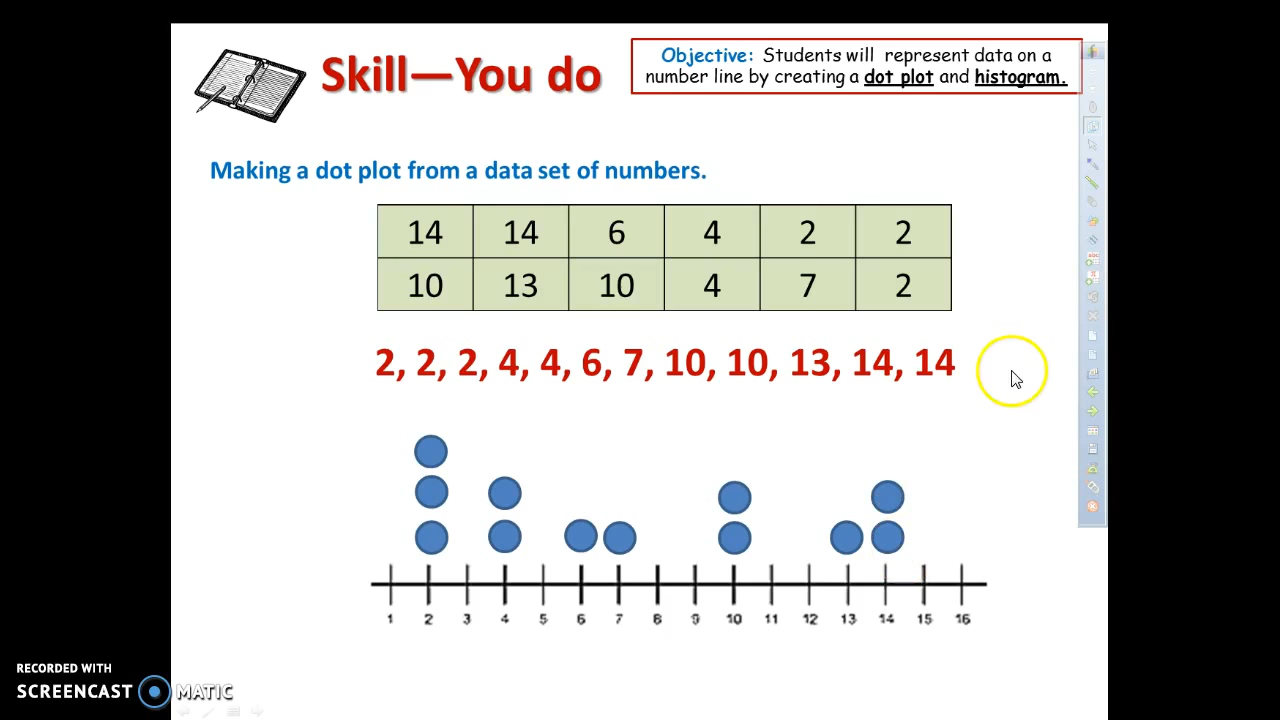 Skill—You do
Objective: Students will represent data on a
number line by creating a dot plot and histogram.
Making a dot plot from a data set of numbers.
14 14 6 4 2 2
10 13 10 4 7 2
2, 2, 2, 4, 4, 6, 7, 10, 10, 13, 14, 14
1 2 3 4 5 6 7 8 9 10 11 12 13 14 15 16
RECORDED WITH
SCREENCAST MATIC